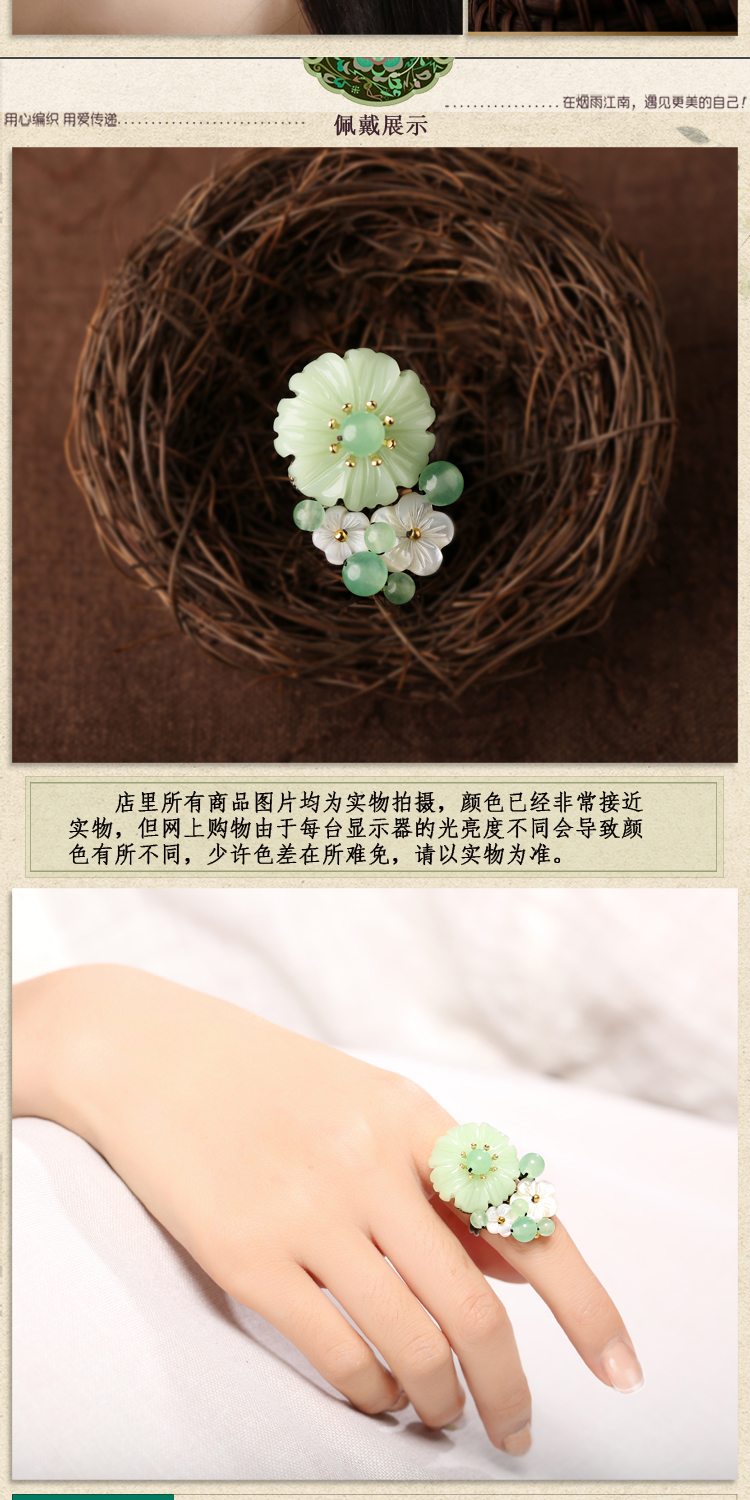 在烟雨江南，遇见更美的自己！
用心编织 用爱传递
佩戴展示
店里所有商品图片均为实物拍摄，颜色已经非常接近
实物，但网上购物由于每台显示器的光亮度不同会导致颜
色有所不同，少许色差在所难免，请以实物为准。